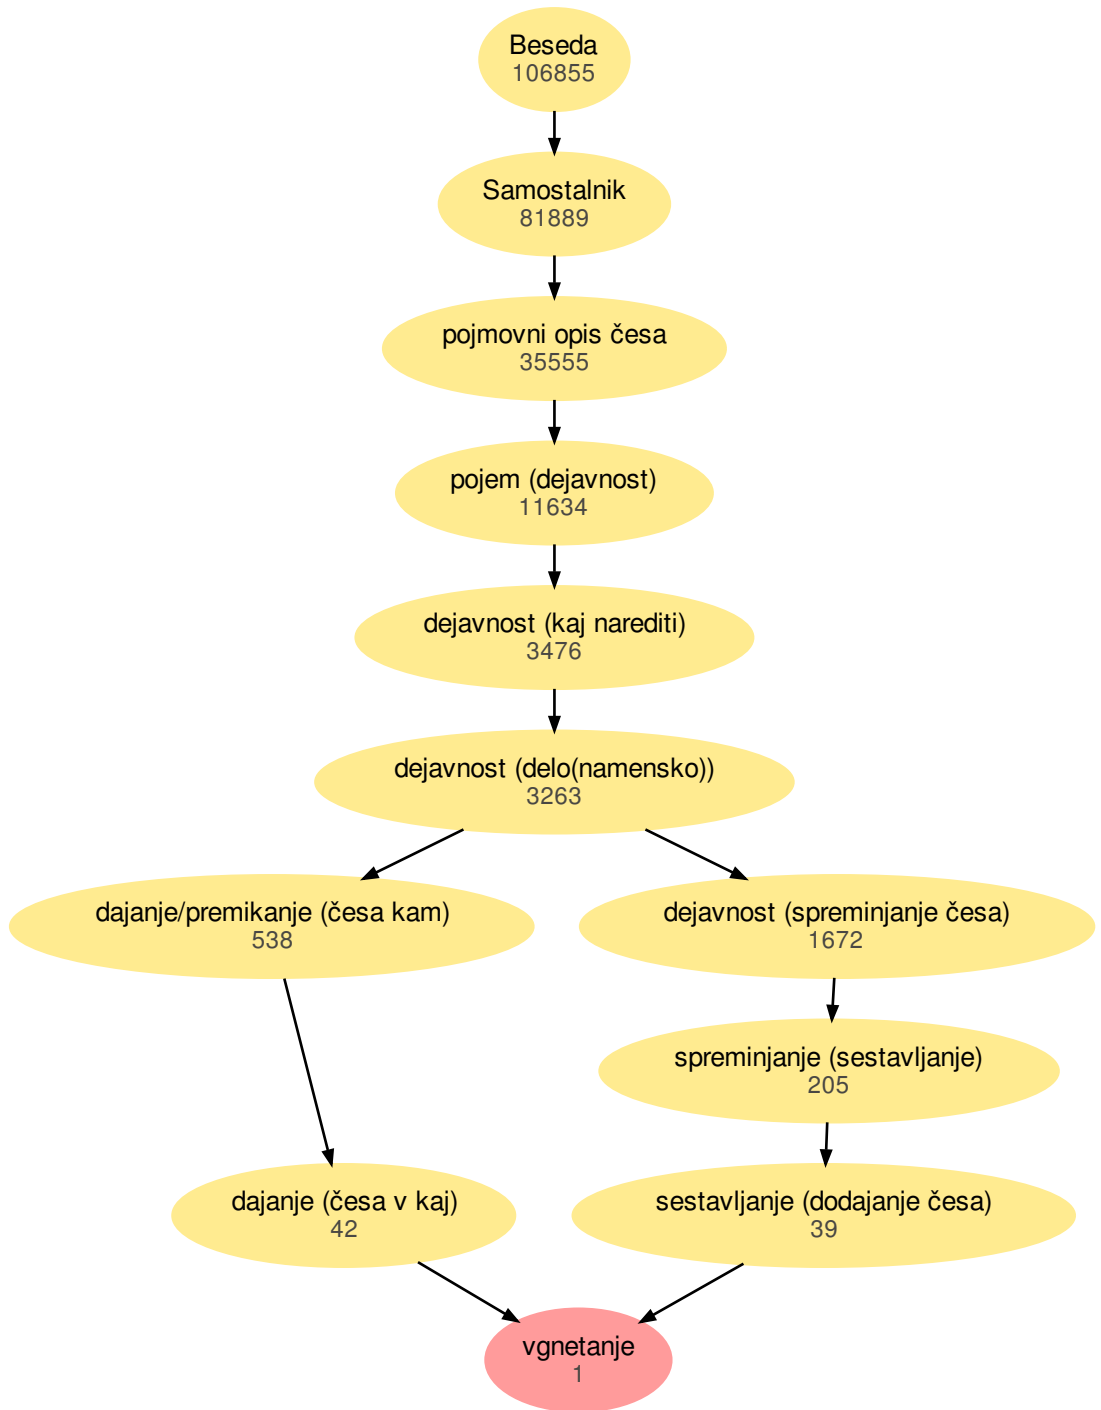 Beseda
106855
Samostalnik
81889
pojmovni opis česa
35555
pojem (dejavnost)
11634
dejavnost (kaj narediti)
3476
dejavnost (delo(namensko))
3263
dajanje/premikanje (česa kam)
538
dejavnost (spreminjanje česa)
1672
spreminjanje (sestavljanje)
205
dajanje (česa v kaj)
42
sestavljanje (dodajanje česa)
39
vgnetanje
1